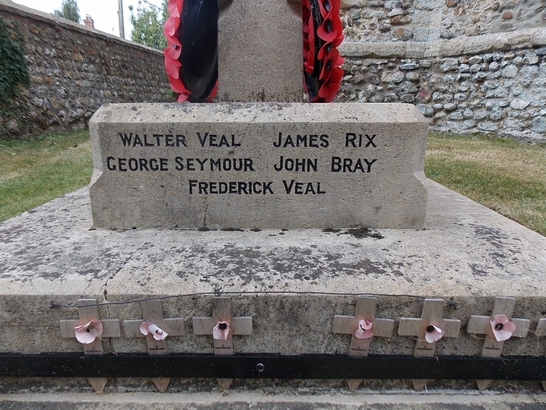 WALTER VEAL JAMES RIX
GEORGE SEYMOUR JOHN BRAY
FREDERICK VEAL